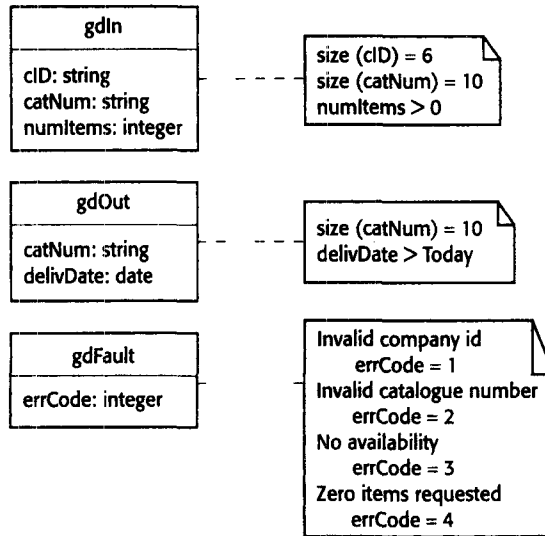 gdIn
cID: string
catNum: string
numItems: integer
size (cID) = 6
size (catNum) = 10
numItems > 0
gdOut
catNum: string
delivDate: date
size (catNum) = 10
delivDate > Today
gdFault
errCode: integer
Invalid company id
errCode = 1
Invalid catalogue number
errCode = 2
No availability
errCode = 3
Zero items requested
errCode = 4